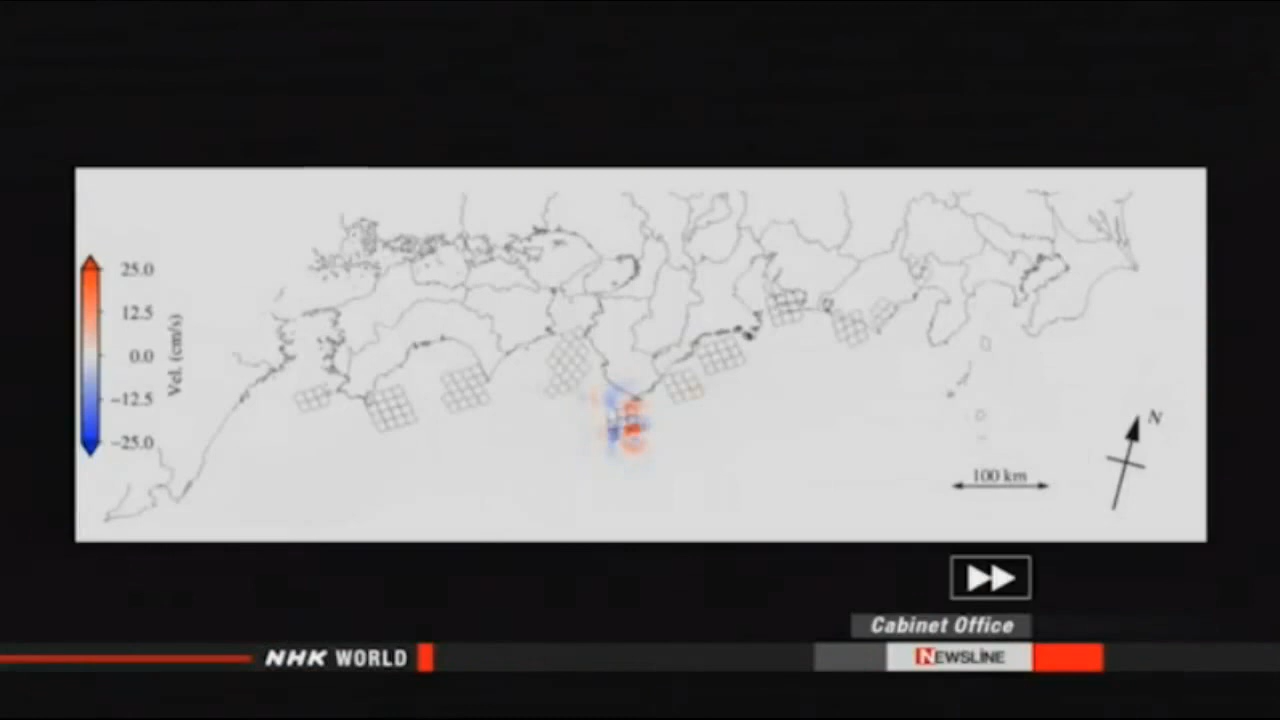 25.0
12.5
0.0
−12.5
−25.0
Vel. (cm/s)
N
100 km
Cabinet Office
NHK WORLD
NEWSLINE